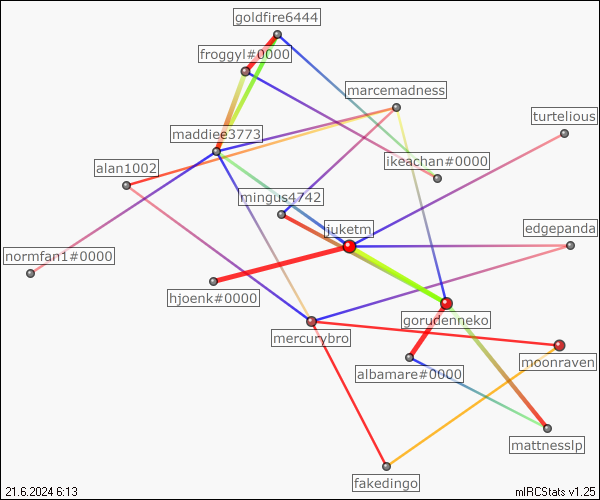 goldfire6444
froggyl#0000
marcemadness
turtelious
maddiee3773
ikeachan#0000
alan1002
mingus4742
juketm
edgepanda
normfan1#0000
hjoenk#0000
gorudenneko
mercurybro
moonraven
albamare#0000
mattnesslp
fakedingo
21.6.2024 6:13
mIRCStats v1.25